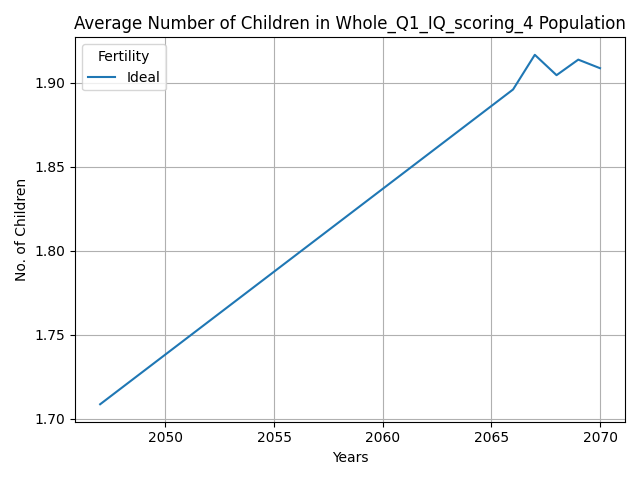 Average Number of Children in Whole_Q1_IQ_scoring_4 Population
Fertility
Ideal
No. of Children
1.90
1.85
1.80
1.75
1.70
2050 2055 2060 2065 2070
Years